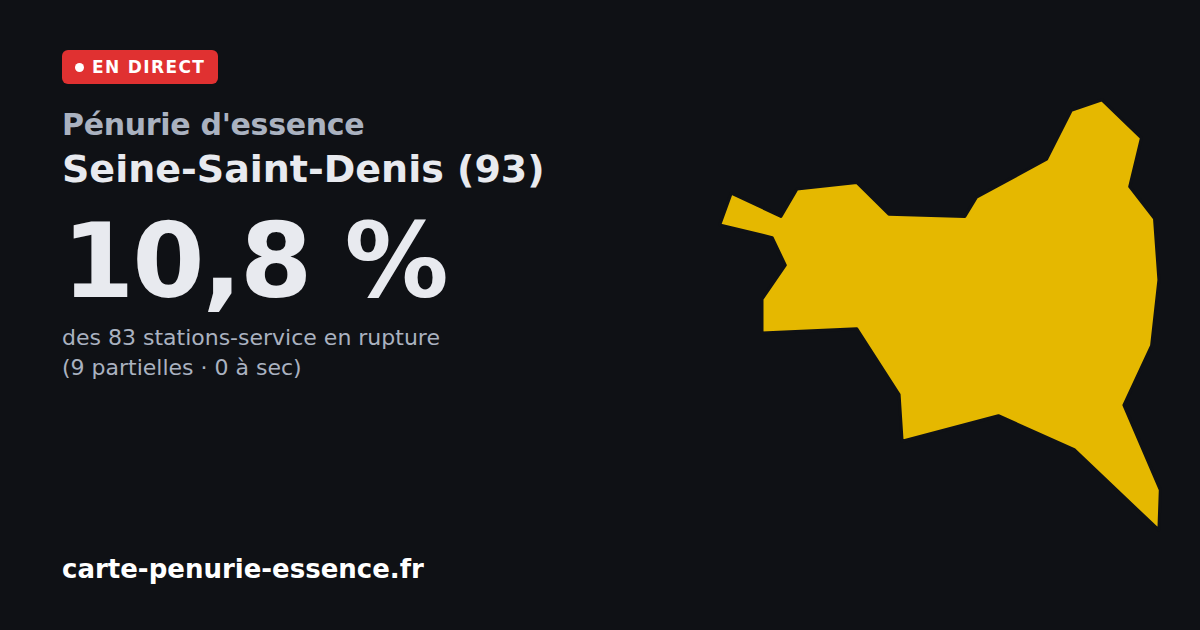 EN DIRECT
Pénurie d'essence
Seine-Saint-Denis (93)
10,8 %
des 83 stations-service en rupture
(9 partielles · 0 à sec)
carte-penurie-essence.fr